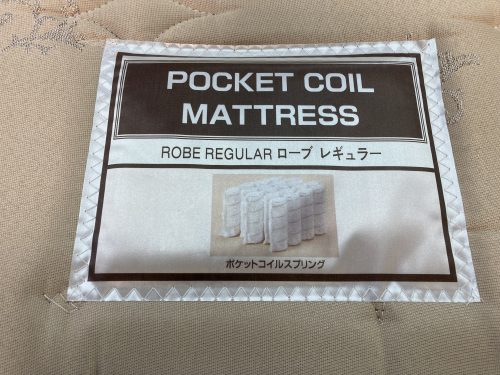 POCKET COIL
MATTRESS
ROBE REGULAR ローブ レギュラー
ポケットコイルスプリング